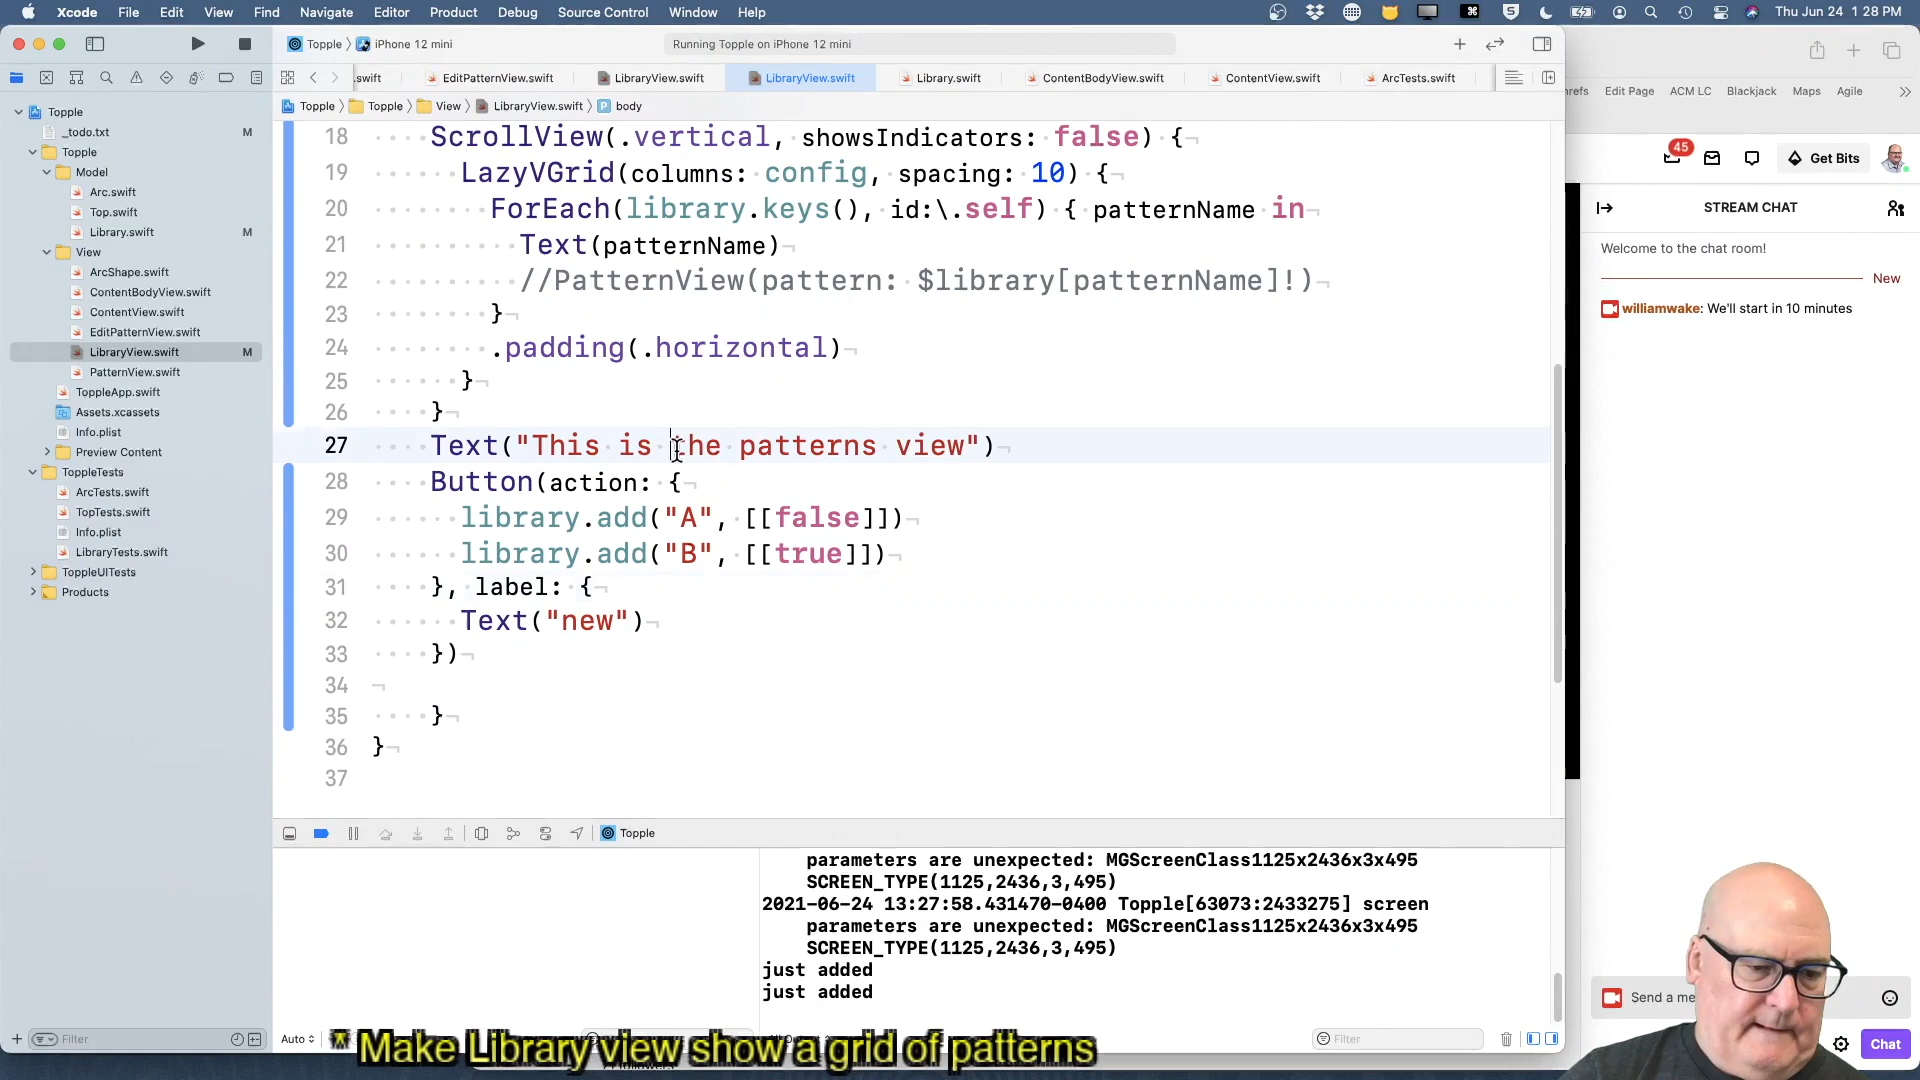 Xcode File Edit View Find Navigate Editor Product Debug Source Control Window Help
Thu Jun 24 1:28 PM
Topple iPhone 12 mini
Running Topple on iPhone 12 mini
.swift EditPatternView.swift LibraryView.swift LibraryView.swift Library.swift ContentBodyView.swift ContentView.swift ArcTests.swift
Topple Topple View LibraryView.swift P body
Topple
_todo.txt M
Topple
Model
Arc.swift
Top.swift
Library.swift M
View
ArcShape.swift
ContentBodyView.swift
ContentView.swift
EditPatternView.swift
LibraryView.swift M
PatternView.swift
ToppleApp.swift
Assets.xcassets
Info.plist
Preview Content
ToppleTests
ArcTests.swift
TopTests.swift
Info.plist
LibraryTests.swift
ToppleUITests
Products
Filter
18 ScrollView(.vertical, showsIndicators: false) {
19 LazyVGrid(columns: config, spacing: 10) {
20 ForEach(library.keys(), id:\.self) { patternName in
21 Text(patternName)
22 //PatternView(pattern: $library[patternName]!)
23 }
24 .padding(.horizontal)
25 }
26 }
27 Text("This is the patterns view")
28 Button(action: {
29 library.add("A", [[false]])
30 library.add("B", [[true]])
31 }, label: {
32 Text("new")
33 })
34
35 }
36 }
37
Topple
parameters are unexpected: MGScreenClass1125x2436x3x495
SCREEN_TYPE(1125,2436,3,495)
2021-06-24 13:27:58.431470-0400 Topple[63073:2433275] screen
parameters are unexpected: MGScreenClass1125x2436x3x495
SCREEN_TYPE(1125,2436,3,495)
just added
just added
Auto
Filter
* Make Library view show a grid of patterns
followers
refs Edit Page ACM LC Blackjack Maps Agile
45
Get Bits
STREAM CHAT
Welcome to the chat room!
New
williamwake: We'll start in 10 minutes
Send a me
Chat